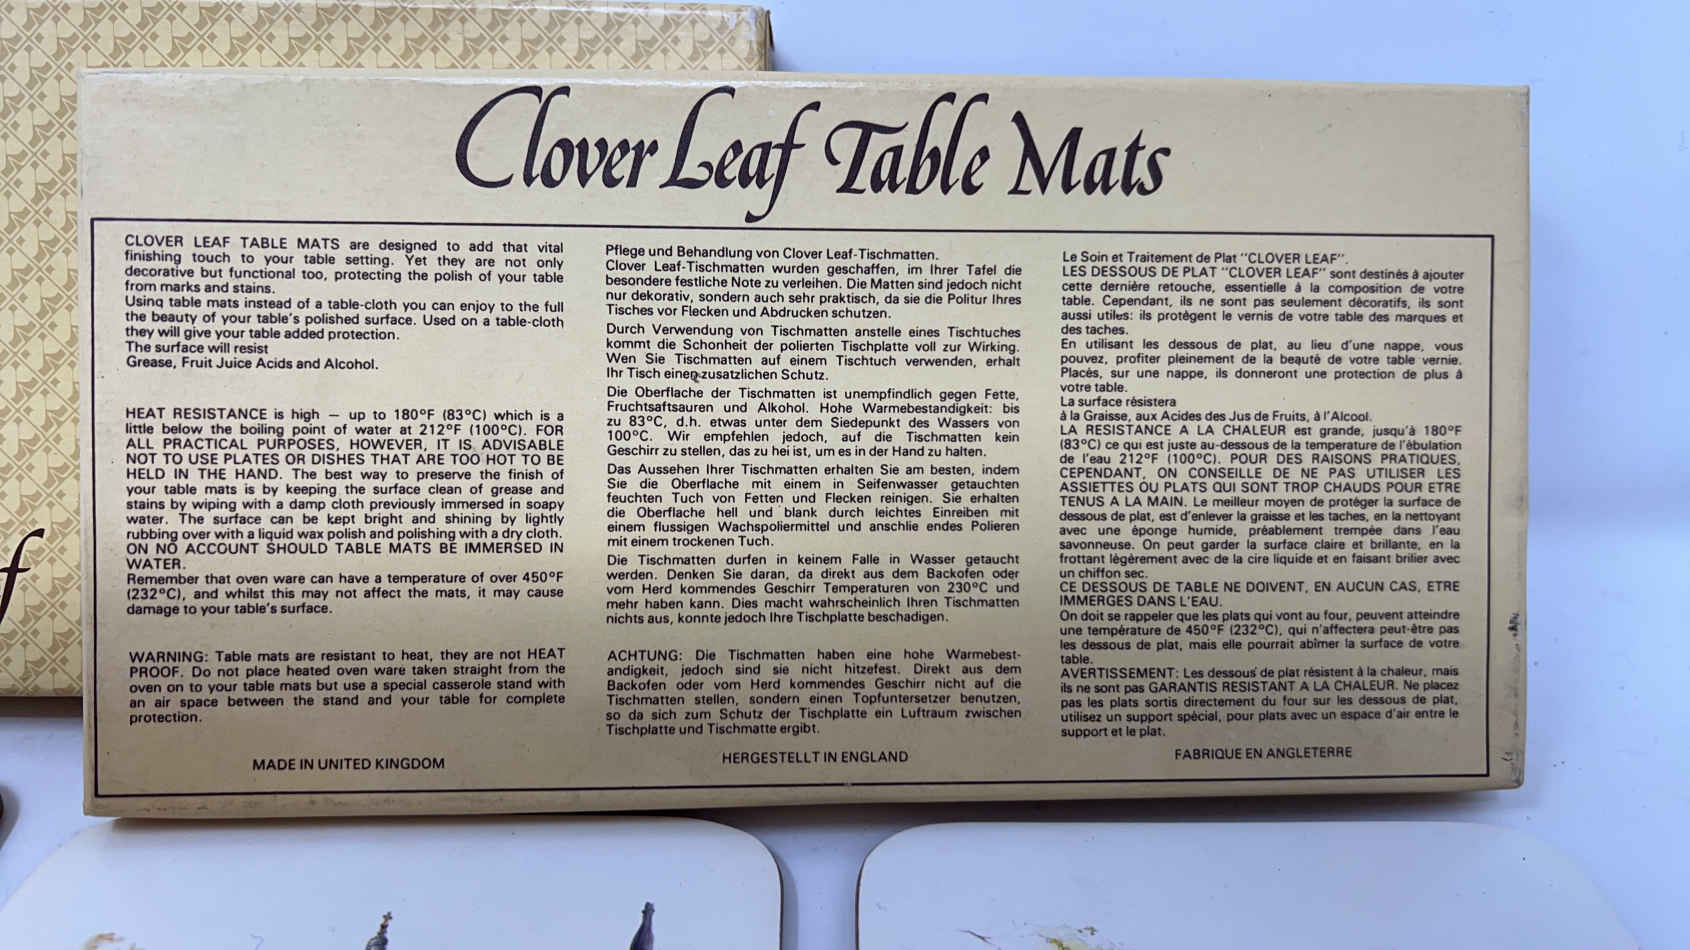 Clover Leaf Table Mats
CLOVER LEAF TABLE MATS are designed to add that vital
finishing touch to your table setting. Yet they are not only
decorative but functional too, protecting the polish of your table
from marks and stains.
Using table mats instead of a table-cloth you can enjoy to the full
the beauty of your table's polished surface. Used on a table-cloth
they will give your table added protection.
The surface will resist
Grease, Fruit Juice Acids and Alcohol.
HEAT RESISTANCE is high — up to 180°F (83°C) which is a
little below the boiling point of water at 212°F (100°C). FOR
ALL PRACTICAL PURPOSES, HOWEVER, IT IS ADVISABLE
NOT TO USE PLATES OR DISHES THAT ARE TOO HOT TO BE
HELD IN THE HAND. The best way to preserve the finish of
your table mats is by keeping the surface clean of grease and
stains by wiping with a damp cloth previously immersed in soapy
water. The surface can be kept bright and shining by lightly
rubbing over with a liquid wax polish and polishing with a dry cloth.
ON NO ACCOUNT SHOULD TABLE MATS BE IMMERSED IN
WATER.
Remember that oven ware can have a temperature of over 450°F
(232°C), and whilst this may not affect the mats, it may cause
damage to your table's surface.
WARNING: Table mats are resistant to heat, they are not HEAT
PROOF. Do not place heated oven ware taken straight from the
oven on to your table mats but use a special casserole stand with
an air space between the stand and your table for complete
protection.
MADE IN UNITED KINGDOM
Pflege und Behandlung von Clover Leaf-Tischmatten.
Clover Leaf-Tischmatten wurden geschaffen, im Ihrer Tafel die
besondere festliche Note zu verleihen. Die Matten sind jedoch nicht
nur dekorativ, sondern auch sehr praktisch, da sie die Politur Ihres
Tisches vor Flecken und Abdrucken schutzen.
Durch Verwendung von Tischmatten anstelle eines Tischtuches
kommt die Schonheit der polierten Tischplatte voll zur Wirking.
Wen Sie Tischmatten auf einem Tischtuch verwenden, erhalt
Ihr Tisch einen zusatzlichen Schutz.
Die Oberflache der Tischmatten ist unempfindlich gegen Fette,
Fruchtsaftsauren und Alkohol. Hohe Warmebestandigkeit: bis
zu 83°C, d.h. etwas unter dem Siedepunkt des Wassers von
100°C. Wir empfehlen jedoch, auf die Tischmatten kein
Geschirr zu stellen, das zu hei ist, um es in der Hand zu halten.
Das Aussehen Ihrer Tischmatten erhalten Sie am besten, indem
Sie die Oberflache mit einem in Seifenwasser getauchten
feuchten Tuch von Fetten und Flecken reinigen. Sie erhalten
die Oberflache hell und blank durch leichtes Einreiben mit
einem flussigen Wachspoliermittel und anschlie endes Polieren
mit einem trockenen Tuch.
Die Tischmatten durfen in keinem Falle in Wasser getaucht
werden. Denken Sie daran, da direkt aus dem Backofen oder
vom Herd kommendes Geschirr Temperaturen von 230°C und
mehr haben kann. Dies macht wahrscheinlich Ihren Tischmatten
nichts aus, konnte jedoch Ihre Tischplatte beschadigen.
ACHTUNG: Die Tischmatten haben eine hohe Warmebest-
andigkeit, jedoch sind sie nicht hitzefest. Direkt aus dem
Backofen oder vom Herd kommendes Geschirr nicht auf die
Tischmatten stellen, sondern einen Topfuntersetzer benutzen,
so da sich zum Schutz der Tischplatte ein Luftraum zwischen
Tischplatte und Tischmatte ergibt.
HERGESTELLT IN ENGLAND
Le Soin et Traitement de Plat "CLOVER LEAF".
LES DESSOUS DE PLAT "CLOVER LEAF" sont destinés à ajouter
cette dernière retouche, essentielle à la composition de votre
table. Cependant, ils ne sont pas seulement décoratifs, ils sont
aussi utiles: ils protègent le vernis de votre table des marques et
des taches.
En utilisant les dessous de plat, au lieu d'une nappe, vous
pouvez, profiter pleinement de la beauté de votre table vernie.
Placés, sur une nappe, ils donneront une protection de plus à
votre table.
La surface résistera
à la Graisse, aux Acides des Jus de Fruits, à l'Alcool.
LA RESISTANCE A LA CHALEUR est grande, jusqu'à 180°F
(83°C) ce qui est juste au-dessous de la temperature de l'ébulation
de l'eau 212°F (100°C). POUR DES RAISONS PRATIQUES,
CEPENDANT, ON CONSEILLE DE NE PAS UTILISER LES
ASSIETTES OU PLATS QUI SONT TROP CHAUDS POUR ETRE
TENUS A LA MAIN. Le meilleur moyen de protéger la surface de
dessous de plat, est d'enlever la graisse et les taches, en la nettoyant
avec une éponge humide, préablement trempée dans l'eau
savonneuse. On peut garder la surface claire et brillante, en la
frottant légèrement avec de la cire liquide et en faisant brilier avec
un chiffon sec.
CE DESSOUS DE TABLE NE DOIVENT, EN AUCUN CAS, ETRE
IMMERGES DANS L'EAU.
On doit se rappeler que les plats qui vont au four, peuvent atteindre
une température de 450°F (232°C), qui n'affectera peut-être pas
les dessous de plat, mais elle pourrait abîmer la surface de votre
table.
AVERTISSEMENT: Les dessous de plat résistent à la chaleur, mais
ils ne sont pas GARANTIS RESISTANT A LA CHALEUR. Ne placez
pas les plats sortis directement du four sur les dessous de plat,
utilisez un support spécial, pour plats avec un espace d'air entre le
support et le plat.
FABRIQUE EN ANGLETERRE
f